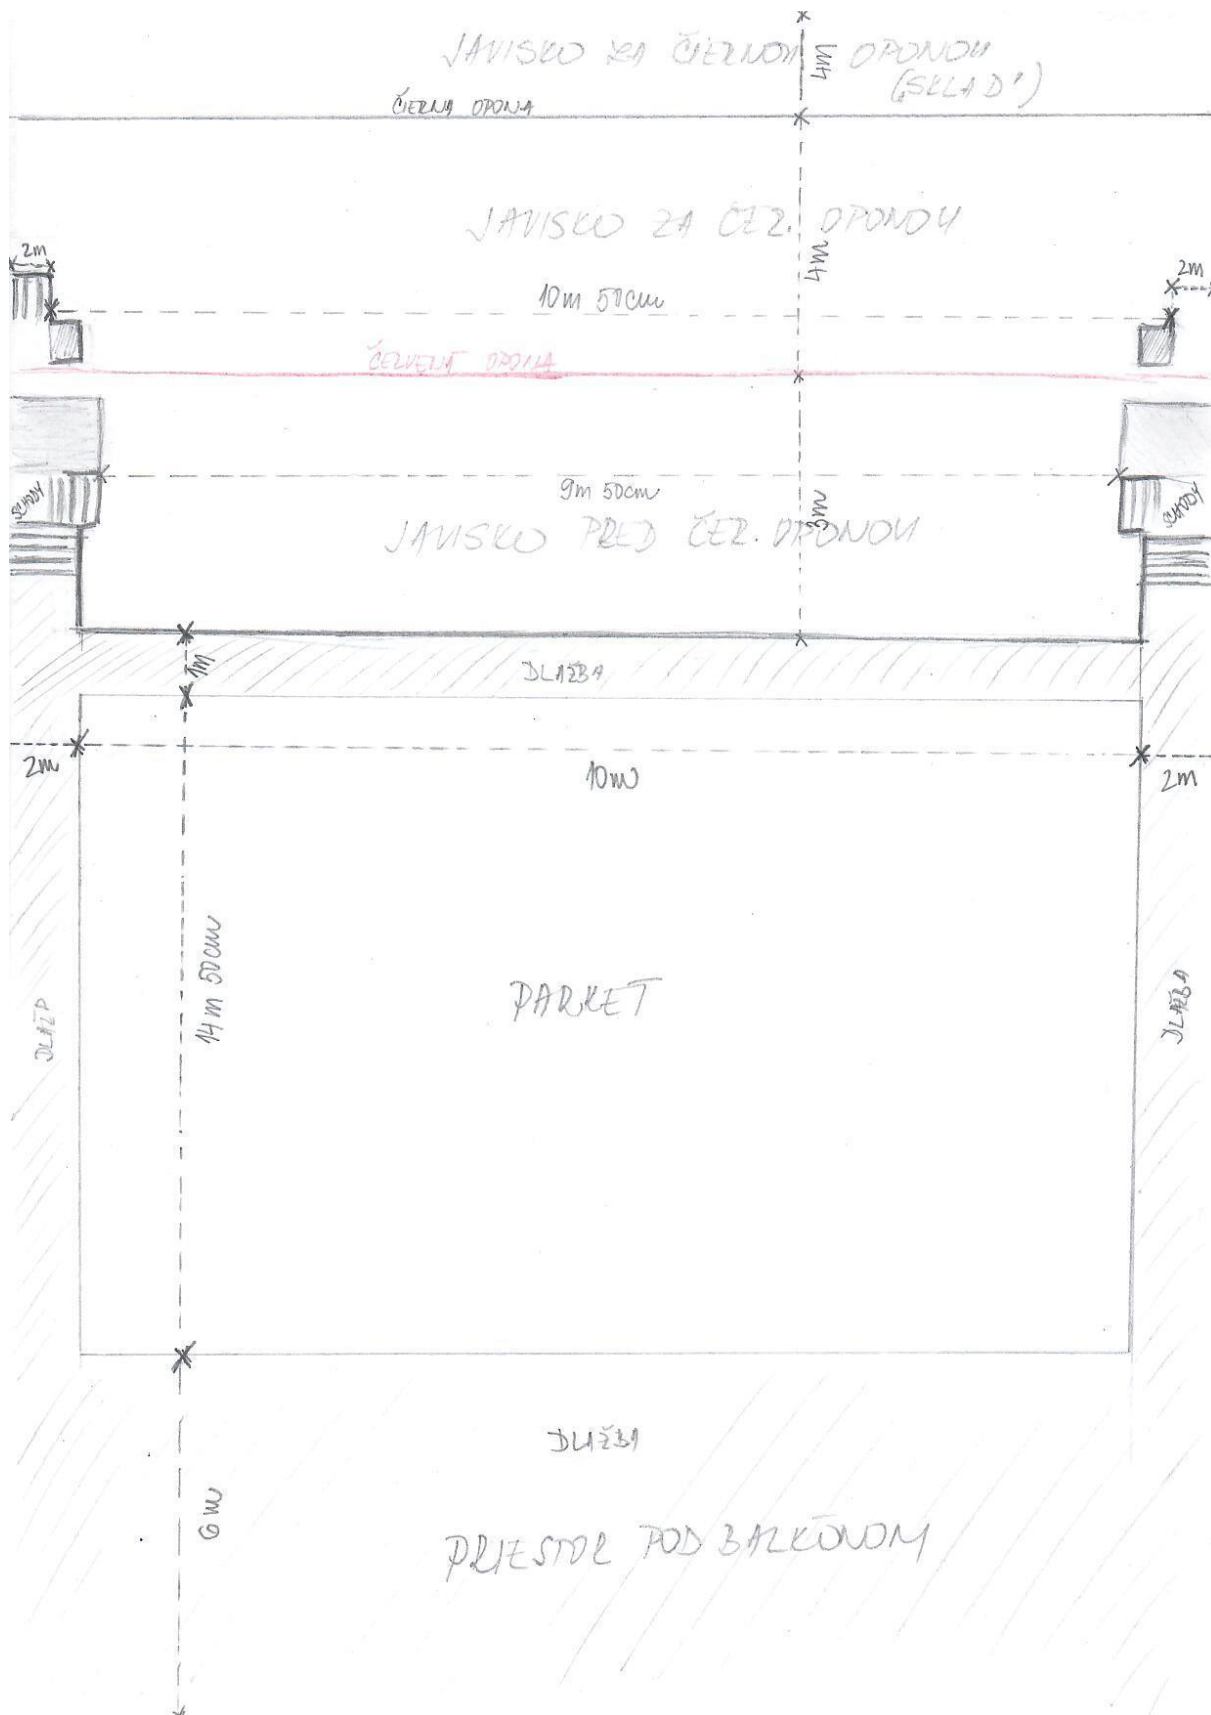 JAVISKO ZA ČIERNOU OPONOU
("SKLAD")
4m
ČIERNA OPONA
JAVISKO ZA ČER. OPONOU
4m
2m
2m
10m 50cm
ČERVENÁ OPONA
9m 50cm
3m
SCHODY
SCHODY
JAVISKO PRED ČER. OPONOU
1m
DLAŽBA
2m
10m
2m
14m 50cm
PARKET
DLAŽB
DLAŽBA
DLAŽBA
6m
PRIESTOR POD BALKÓNOM